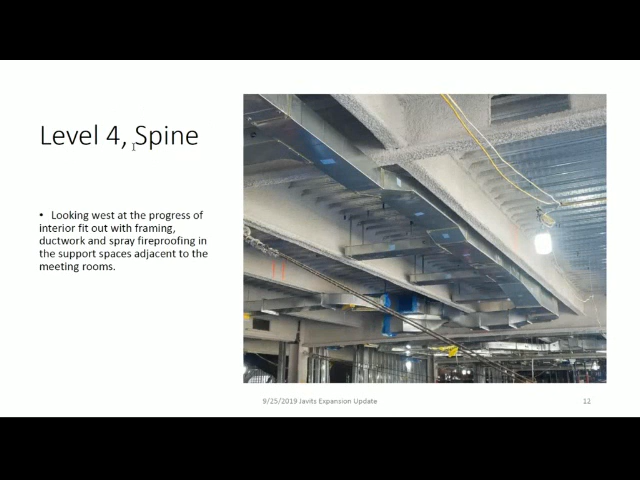 Level 4, Spine
• Looking west at the progress of
interior fit out with framing,
ductwork and spray fireproofing in
the support spaces adjacent to the
meeting rooms.
9/25/2019 Javits Expansion Update
12